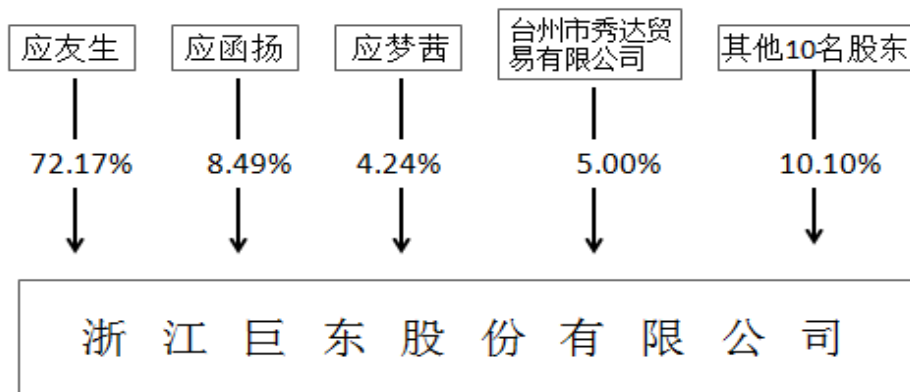 应友生
应函扬
应梦茜
台州市秀达贸
易有限公司
其他10名股东
72.17%
8.49%
4.24%
5.00%
10.10%
浙江巨东股份有限公司